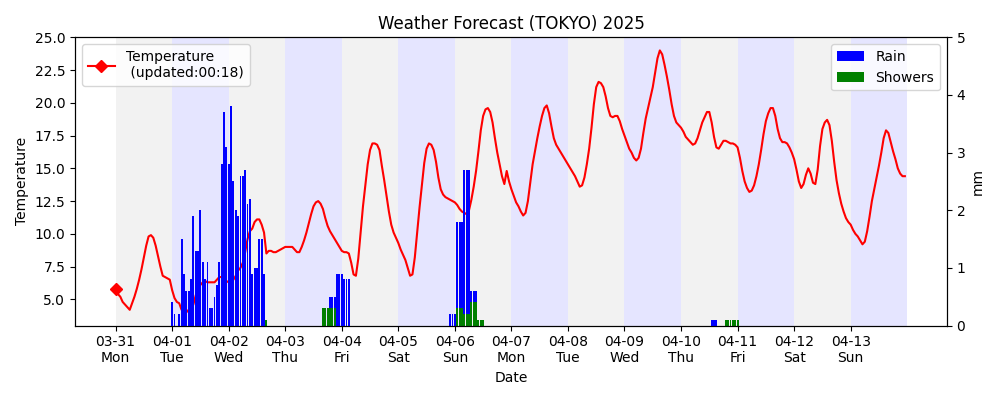 Weather Forecast (TOKYO) 2025
Temperature
(updated:00:18)
Rain
Showers
25.0
22.5
20.0
17.5
15.0
12.5
10.0
7.5
5.0
Temperature
5
4
3
2
1
0
mm
03-31 04-01 04-02 04-03 04-04 04-05 04-06 04-07 04-08 04-09 04-10 04-11 04-12 04-13
Mon Tue Wed Thu Fri Sat Sun Mon Tue Wed Thu Fri Sat Sun
Date